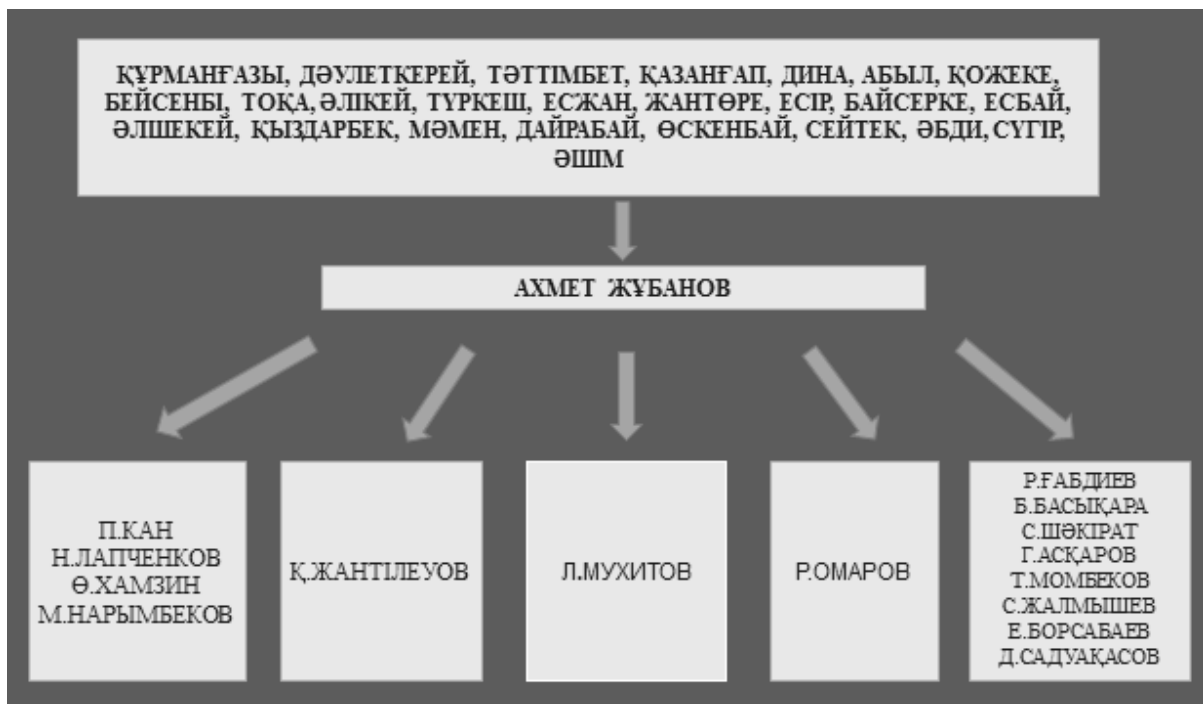 ҚҰРМАНҒАЗЫ, ДӘУЛЕТКЕРЕЙ, ТӘТТІМБЕТ, ҚАЗАНҒАП, ДИНА, АБЫЛ, ҚОЖЕКЕ,
БЕЙСЕНБІ, ТОҚА, ӘЛІКЕЙ, ТҮРКЕШ, ЕСЖАН, ЖАНТӨРЕ, ЕСІР, БАЙСЕРКЕ, ЕСБАЙ,
ӘЛШЕКЕЙ, ҚЫЗДАРБЕК, МӘМЕН, ДАЙРАБАЙ, ӨСКЕНБАЙ, СЕЙТЕК, ӘБДИ, СҮГІР,
ӘШІМ
АХМЕТ ЖҰБАНОВ
П.КАН
Н.ЛАПЧЕНКОВ
Ө.ХАМЗИН
М.НАРЫМБЕКОВ
Қ.ЖАНТІЛЕУОВ
Л.МУХИТОВ
Р.ОМАРОВ
Р.ҒАБДИЕВ
Б.БАСЫҚАРА
С.ШӘКІРАТ
Г.АСҚАРОВ
Т.МОМБЕКОВ
С.ЖАЛМЫШЕВ
Е.БОРСАБАЕВ
Д.САДУАҚАСОВ